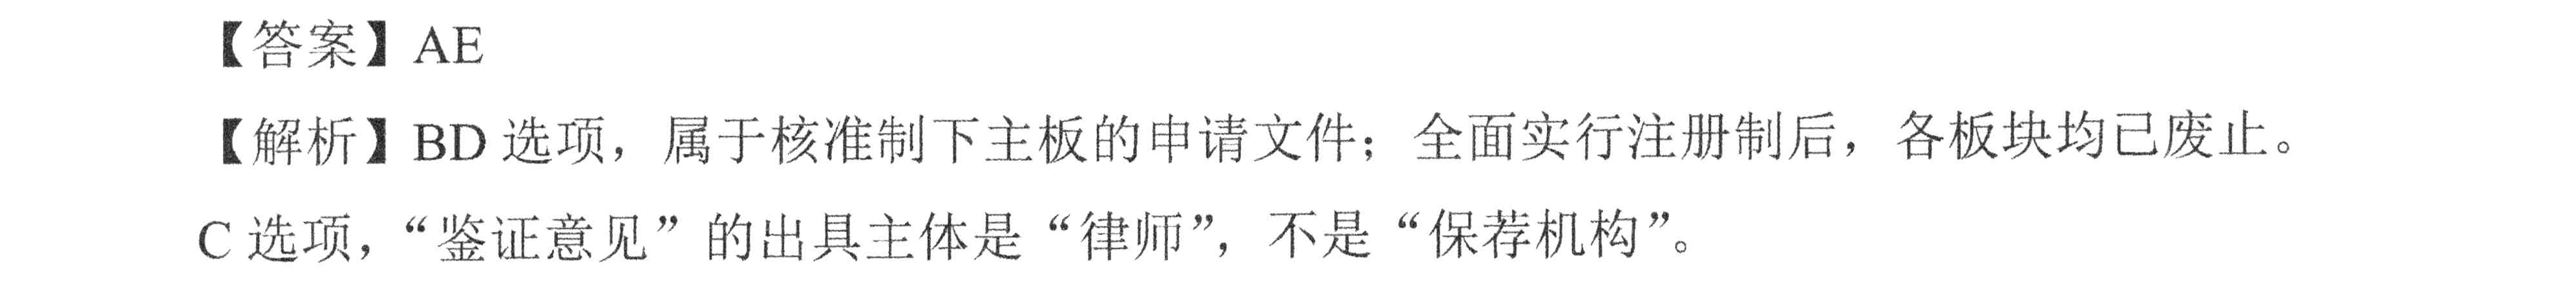 【答案】AE
【解析】BD 选项，属于核准制下主板的申请文件；全面实行注册制后，各板块均已废止。
C 选项，“鉴证意见”的出具主体是“律师”，不是“保荐机构”。